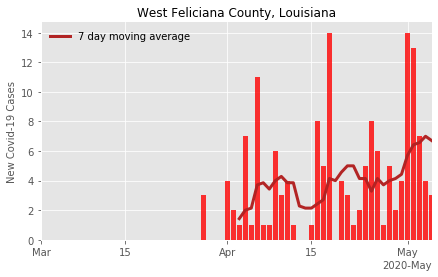 West Feliciana County, Louisiana
7 day moving average
New Covid-19 Cases
14
12
10
8
6
4
2
0
Mar
15
Apr
15
May
2020-May